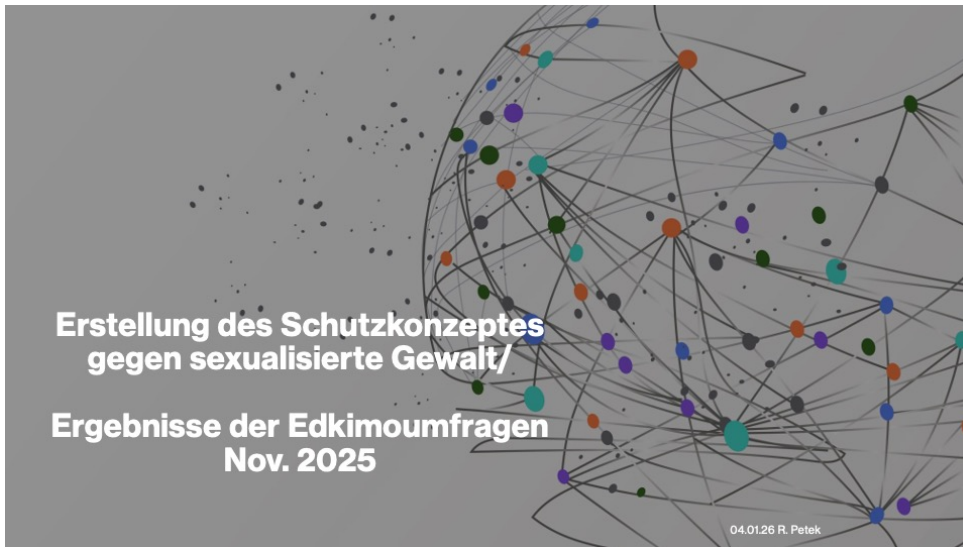 Erstellung des Schutzkonzeptes
gegen sexualisierte Gewalt/
Ergebnisse der Edkimoumfragen
Nov. 2025
04.01.26 R. Petek